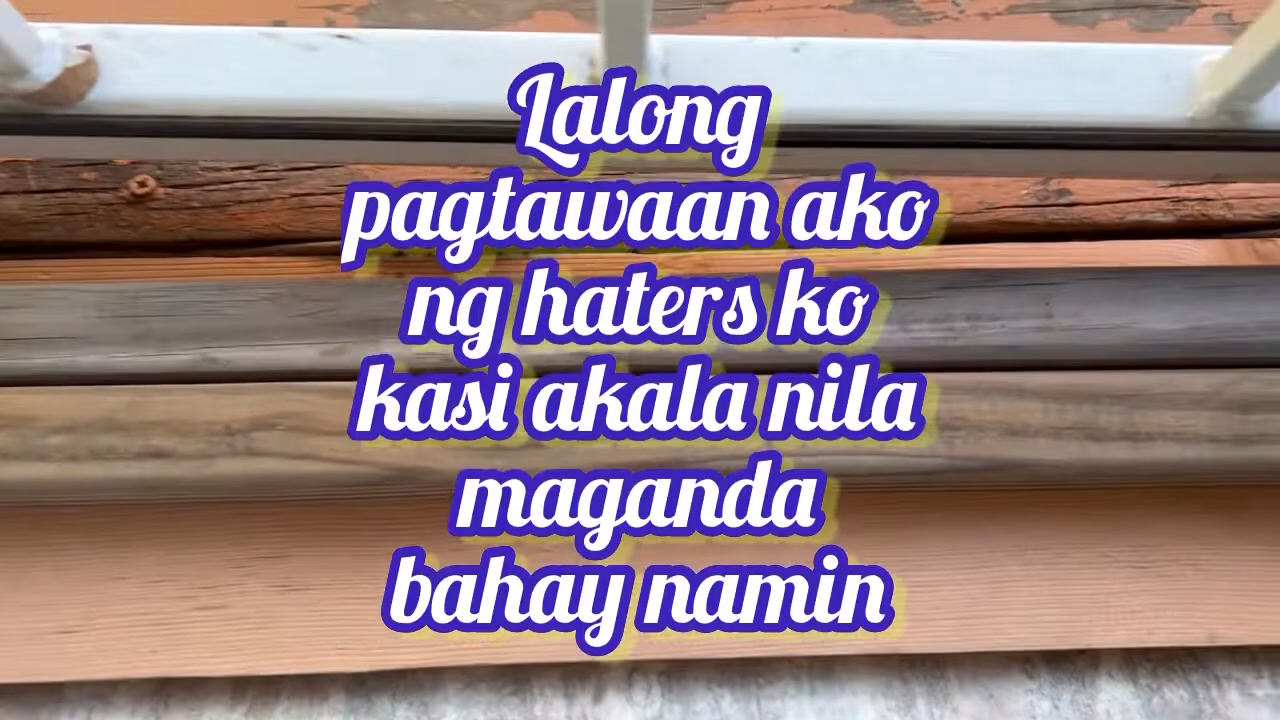 Lalong
pagtawaan ako
ng haters ko
kasi akala nila
maganda
bahay namin